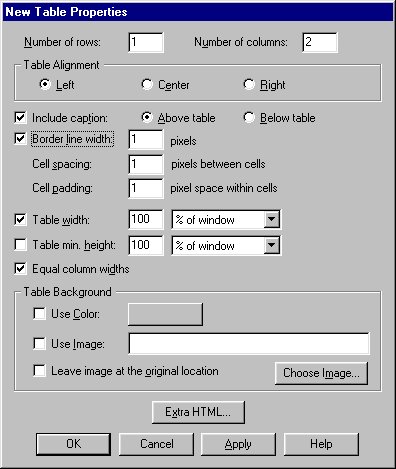 New Table Properties
Number of rows: 1 Number of columns: 2
Table Alignment
Left Center Right
Include caption: Above table Below table
Border line width: 1 pixels
Cell spacing: 1 pixels between cells
Cell padding: 1 pixel space within cells
Table width: 100 % of window
Table min. height: 100 % of window
Equal column widths
Table Background
Use Color:
Use Image:
Leave image at the original location
Choose Image...
Extra HTML...
OK Cancel Apply Help